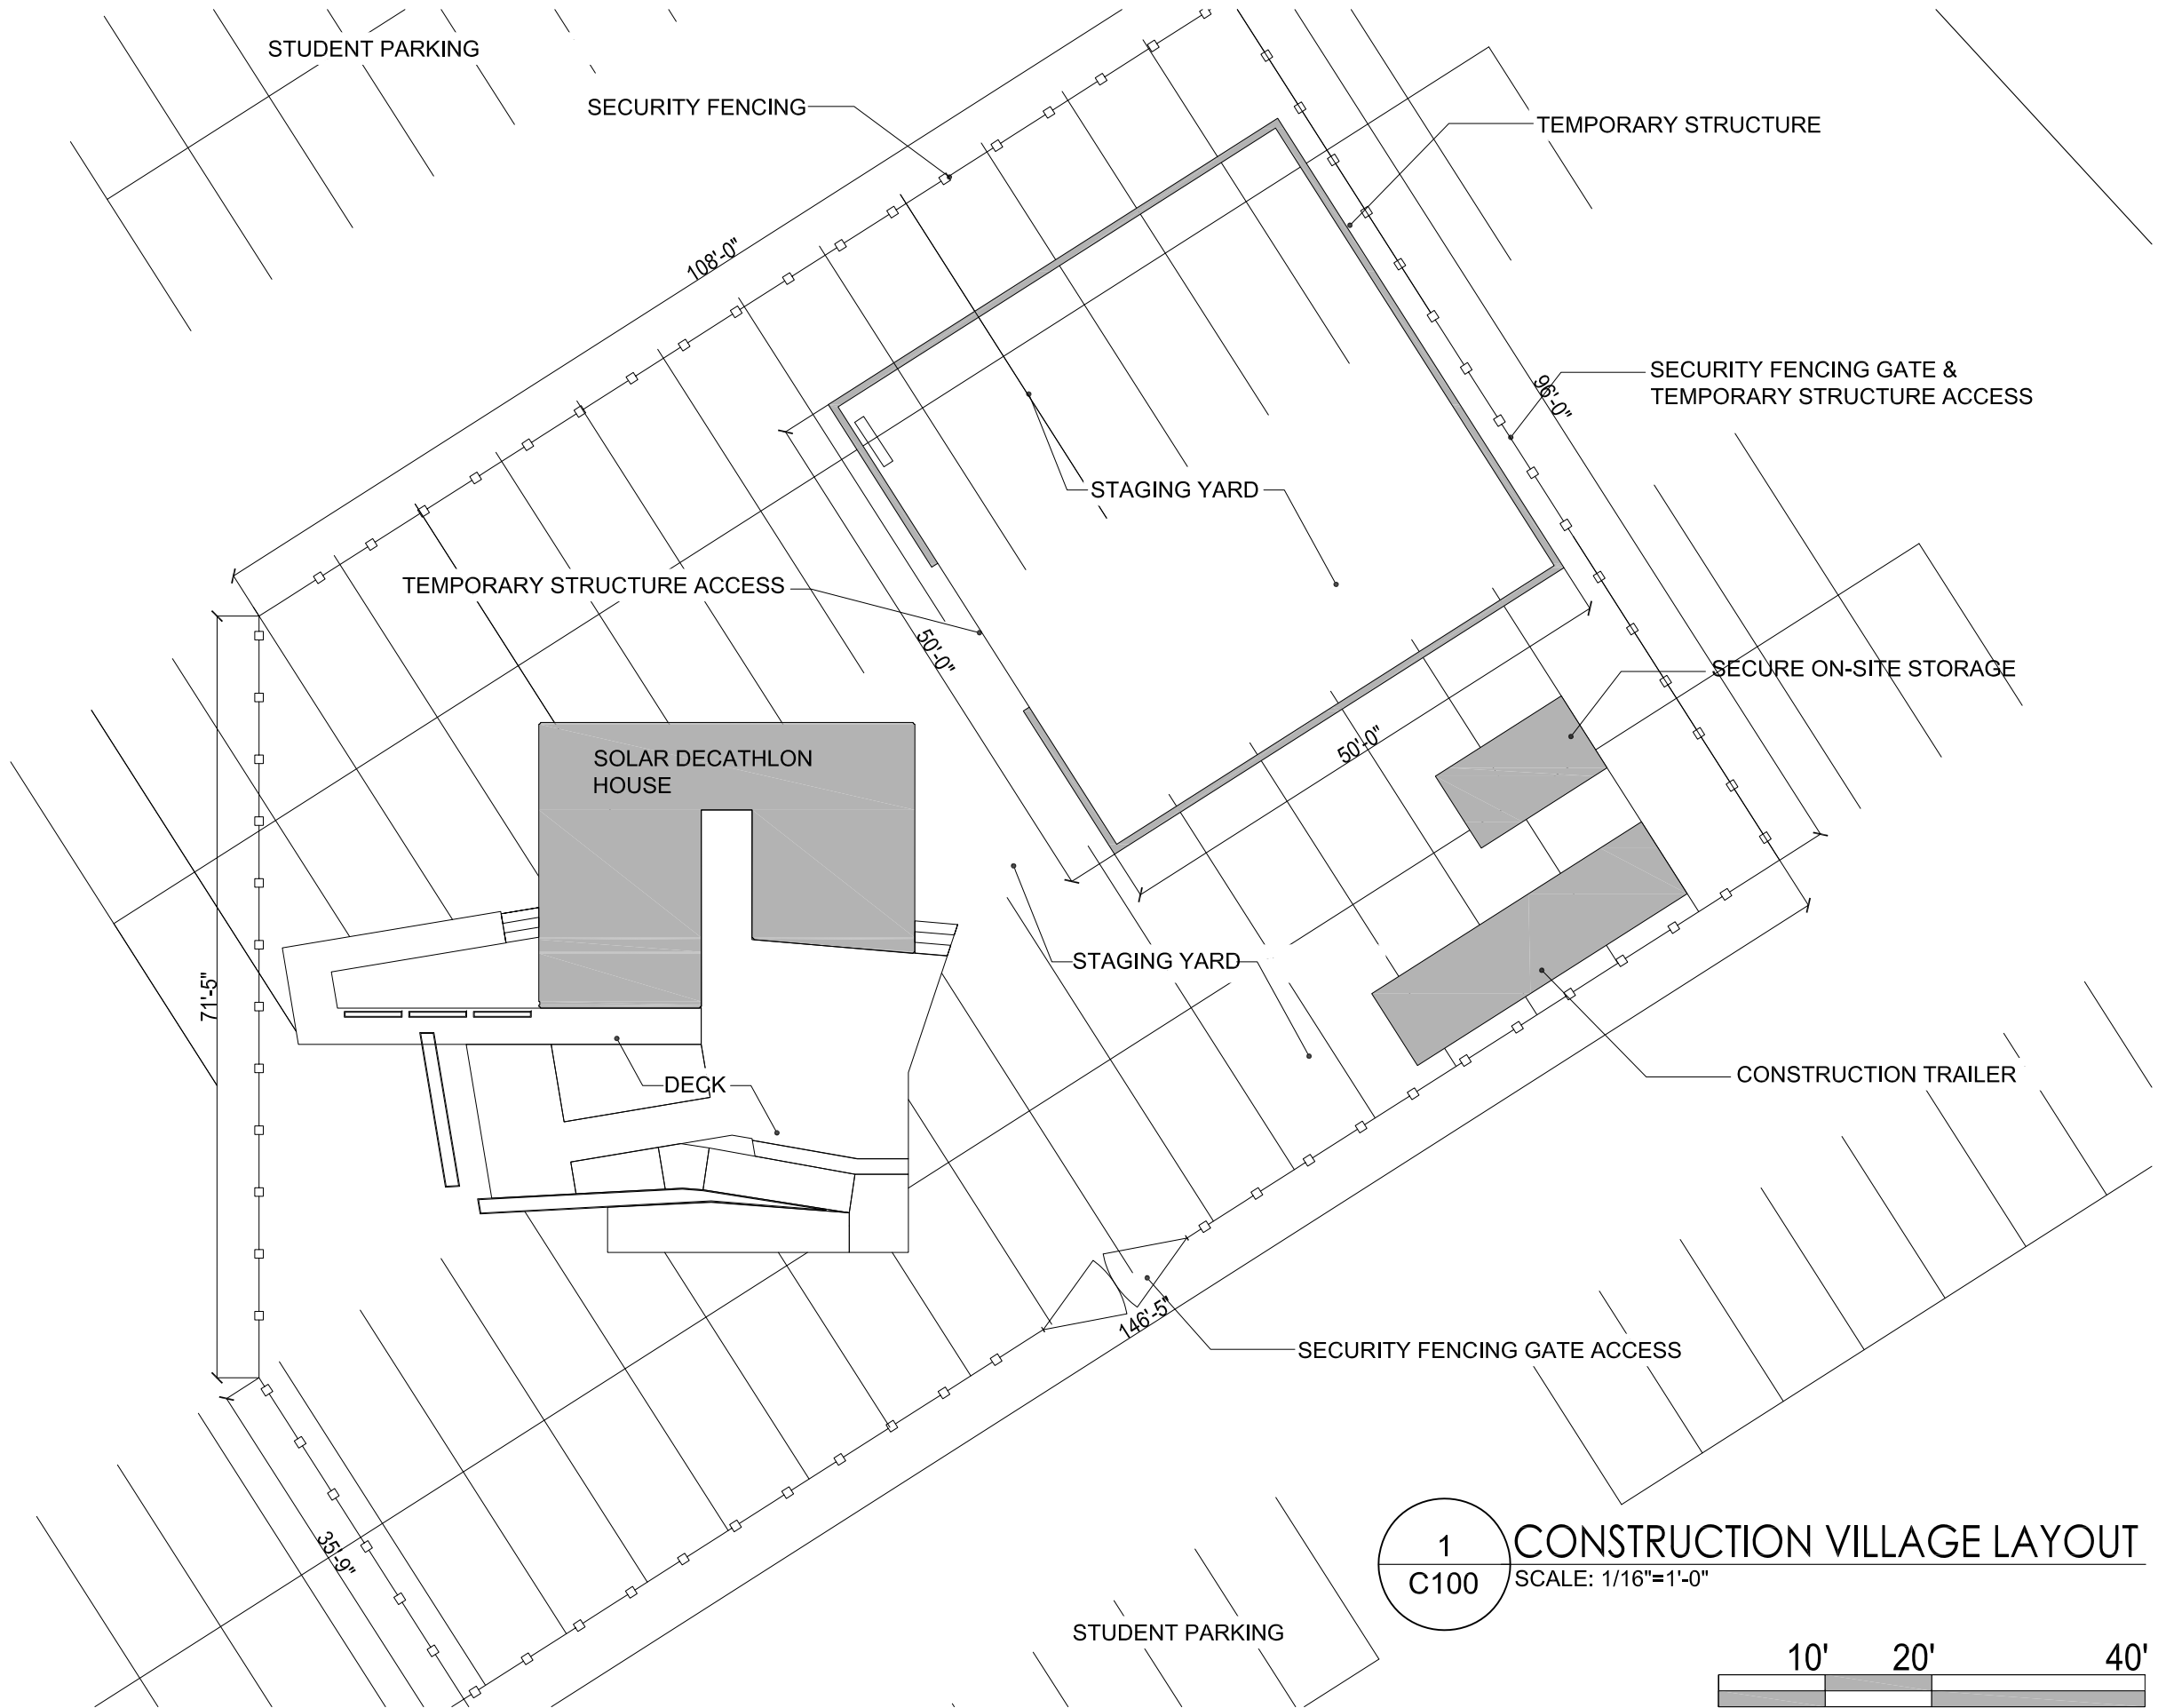 STUDENT PARKING
SECURITY FENCING
TEMPORARY STRUCTURE
108'-0"
SECURITY FENCING GATE &
TEMPORARY STRUCTURE ACCESS
96'-0"
STAGING YARD
TEMPORARY STRUCTURE ACCESS
50'-0"
SECURE ON-SITE STORAGE
50'-0"
SOLAR DECATHLON
HOUSE
STAGING YARD
71'-5"
DECK
CONSTRUCTION TRAILER
146'-5"
SECURITY FENCING GATE ACCESS
35'-9"
1
C100
CONSTRUCTION VILLAGE LAYOUT
SCALE: 1/16"=1'-0"
STUDENT PARKING
10' 20' 40'